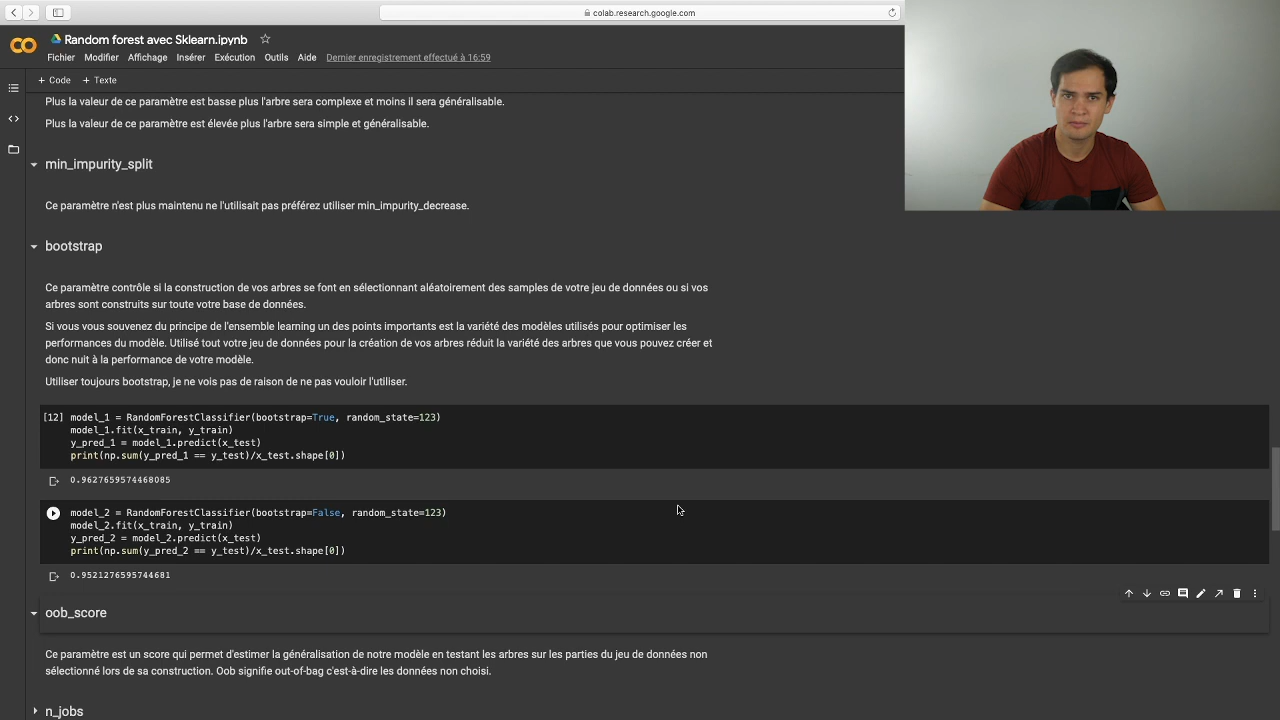 colab.research.google.com
Random forest avec Sklearn.ipynb
Fichier Modifier Affichage Insérer Exécution Outils Aide Dernier enregistrement effectué à 16:59
+ Code + Texte
Plus la valeur de ce paramètre est basse plus l'arbre sera complexe et moins il sera généralisable.
Plus la valeur de ce paramètre est élevée plus l'arbre sera simple et généralisable.
min_impurity_split
Ce paramètre n'est plus maintenu ne l'utilisait pas préférez utiliser min_impurity_decrease.
bootstrap
Ce paramètre contrôle si la construction de vos arbres se font en sélectionnant aléatoirement des samples de votre jeu de données ou si vos
arbres sont construits sur toute votre base de données.
Si vous vous souvenez du principe de l'ensemble learning un des points importants est la variété des modèles utilisés pour optimiser les
performances du modèle. Utilisé tout votre jeu de données pour la création de vos arbres réduit la variété des arbres que vous pouvez créer et
donc nuit à la performance de votre modèle.
Utiliser toujours bootstrap, je ne vois pas de raison de ne pas vouloir l'utiliser.
[12] model_1 = RandomForestClassifier(bootstrap=True, random_state=123)
model_1.fit(x_train, y_train)
y_pred_1 = model_1.predict(x_test)
print(np.sum(y_pred_1 == y_test)/x_test.shape[0])
0.9627659574468085
model_2 = RandomForestClassifier(bootstrap=False, random_state=123)
model_2.fit(x_train, y_train)
y_pred_2 = model_2.predict(x_test)
print(np.sum(y_pred_2 == y_test)/x_test.shape[0])
0.9521276595744681
oob_score
Ce paramètre est un score qui permet d'estimer la généralisation de notre modèle en testant les arbres sur les parties du jeu de données non
sélectionné lors de sa construction. Oob signifie out-of-bag c'est-à-dire les données non choisi.
n_jobs